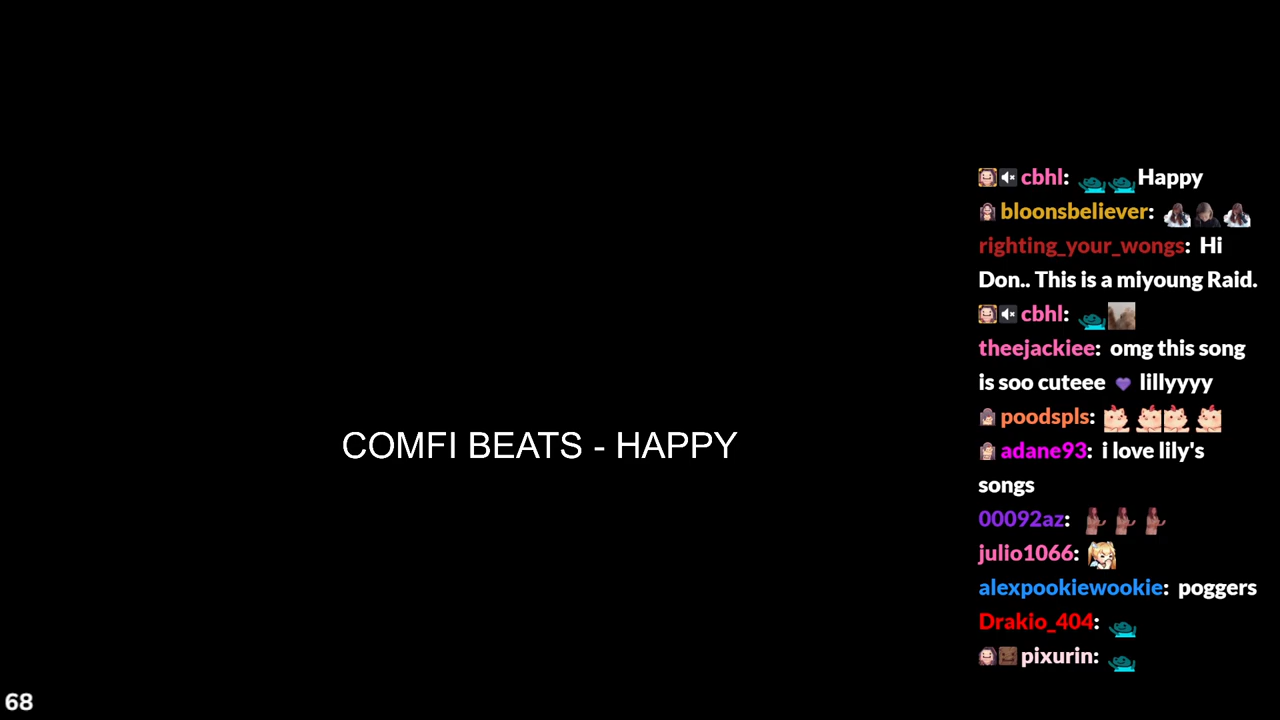 cbhl: Happy
bloonsbeliever:
righting_your_wongs: Hi
Don.. This is a miyoung Raid.
cbhl:
theejackiee: omg this song
is soo cuteee 💜 lillyyyy
poodspls:
adane93: i love lily's
songs
00092az:
julio1066:
alexpookiewookie: poggers
Drakio_404:
pixurin:
COMFI BEATS - HAPPY
68